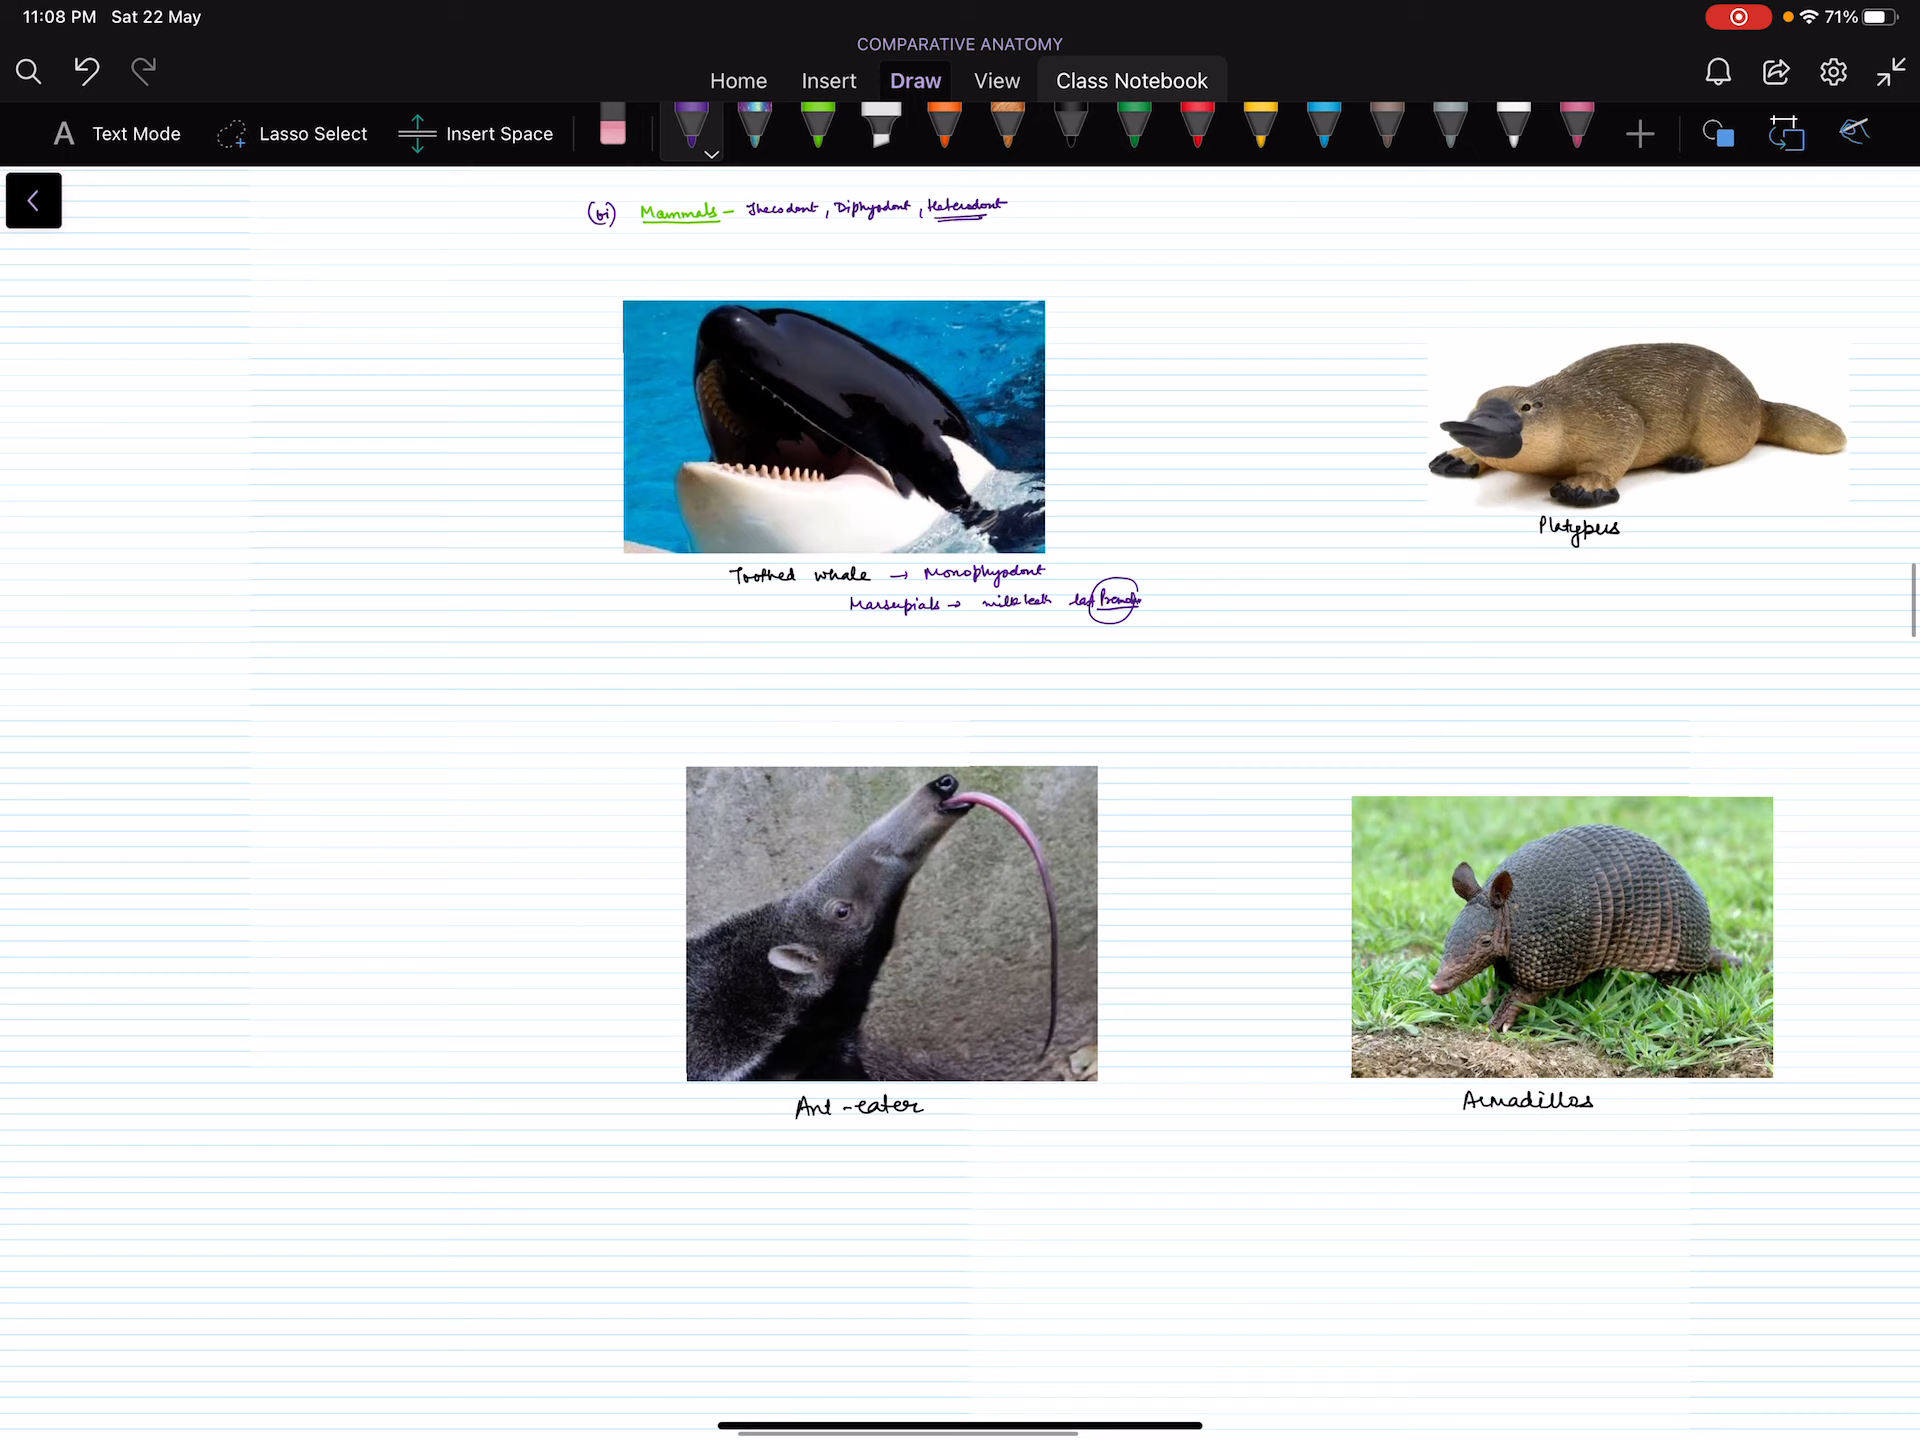 11:08 PM Sat 22 May
71%
COMPARATIVE ANATOMY
Home Insert Draw View Class Notebook
A Text Mode Lasso Select Insert Space
(vi) Mammals - Thecodont, Diphyodont, Heterodont
Platypus
Toothed whale → Monophyodont
Marsupials → milk teeth last
Ant-eater
Armadillos